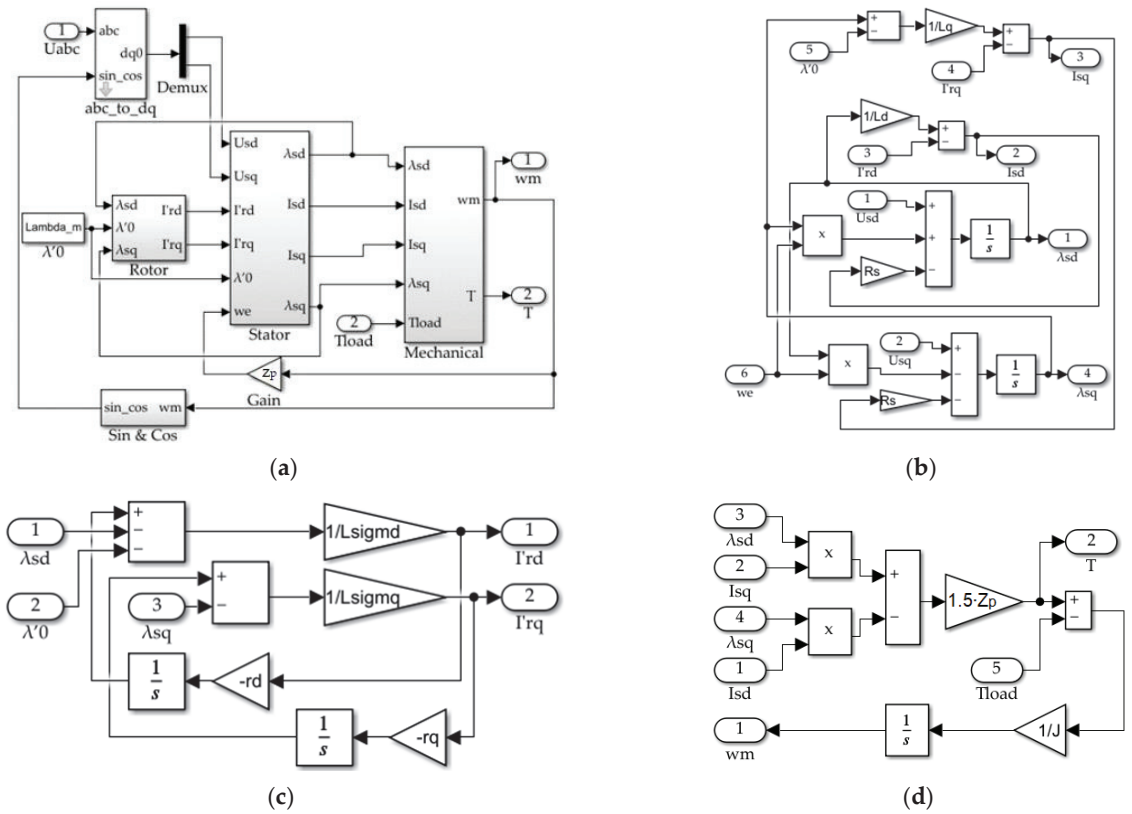 1
Uabc
abc
dq0
sin_cos
abc_to_dq
Demux
Usd
Usq
I'rd
I'rq
λ'0
we
λsd
Isd
Isq
λsq
Stator
λsd
λ'0
λsq
I'rd
I'rq
Rotor
Lambda_m
λ'0
λsd
Isd
Isq
λsq
Tload
wm
T
Mechanical
1
wm
2
T
2
Tload
Zp
Gain
sin_cos wm
Sin & Cos
(a)
+
−
5
λ'0
1/Lq
4
I'rq
+
−
3
Isq
1/Ld
3
I'rd
+
−
2
Isd
1
Usd
x
+
+
−
Rs
1
s
1
λsd
2
Usq
6
we
x
+
−
−
Rs
1
s
4
λsq
(b)
1
λsd
2
λ'0
+
−
−
1/Lsigmd
1
I'rd
3
λsq
+
−
1/Lsigmq
2
I'rq
1
s
-rd
1
s
-rq
(c)
3
λsd
2
Isq
x
4
λsq
1
Isd
x
+
−
1.5·Zp
2
T
+
−
5
Tload
1
wm
1
s
1/J
(d)